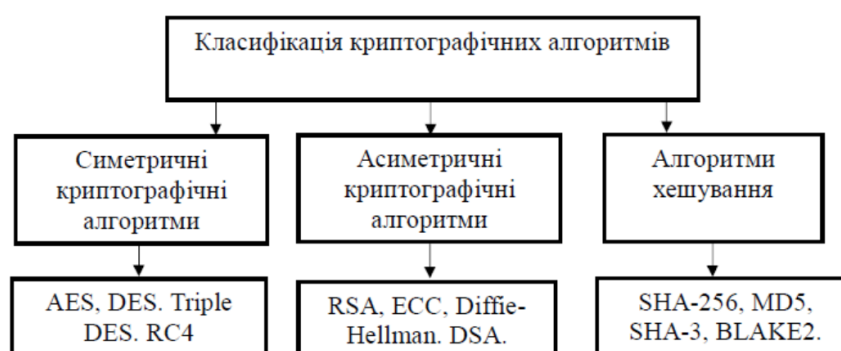 Класифікація криптографічних алгоритмів
Симетричні
криптографічні
алгоритми
Асиметричні
криптографічні
алгоритми
Алгоритми
хешування
AES, DES. Triple
DES. RC4
RSA, ECC, Diffie-
Hellman. DSA.
SHA-256, MD5,
SHA-3, BLAKE2.